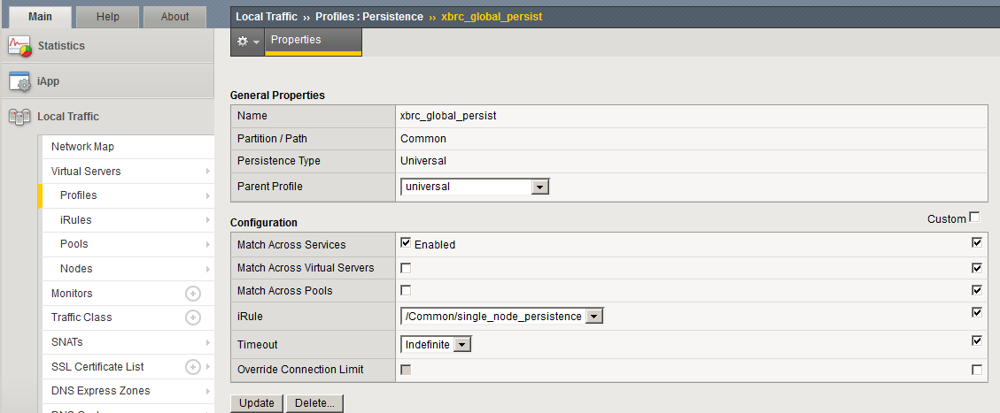 Main Help About
Statistics
iApp
Local Traffic
Network Map
Virtual Servers
Profiles
iRules
Pools
Nodes
Monitors
Traffic Class
SNATs
SSL Certificate List
DNS Express Zones
Local Traffic ›› Profiles : Persistence ›› xbrc_global_persist
Properties
General Properties
Name xbrc_global_persist
Partition / Path Common
Persistence Type Universal
Parent Profile universal
Configuration Custom
Match Across Services Enabled
Match Across Virtual Servers
Match Across Pools
iRule /Common/single_node_persistence
Timeout Indefinite
Override Connection Limit
Update Delete...